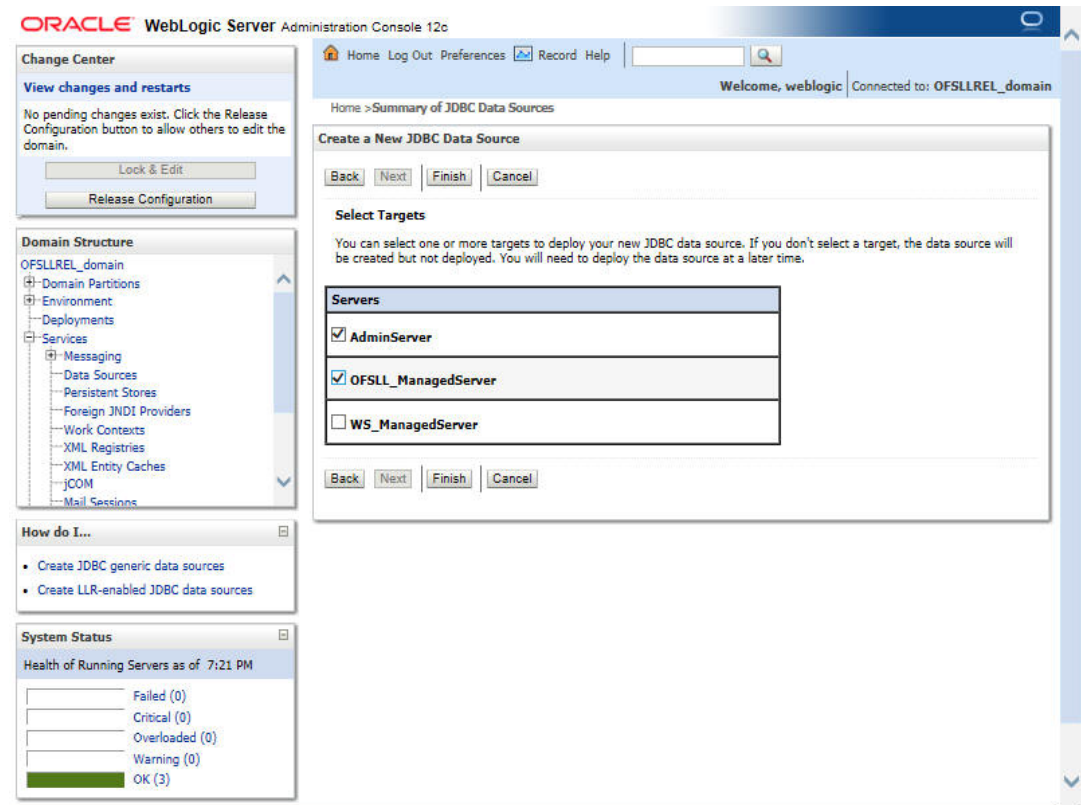 ORACLE WebLogic Server Administration Console 12c
Change Center
View changes and restarts
No pending changes exist. Click the Release
Configuration button to allow others to edit the
domain.
Lock & Edit
Release Configuration
Domain Structure
OFSLLREL_domain
Domain Partitions
Environment
Deployments
Services
Messaging
Data Sources
Persistent Stores
Foreign JNDI Providers
Work Contexts
XML Registries
XML Entity Caches
jCOM
Mail Sessions
How do I...
Create JDBC generic data sources
Create LLR-enabled JDBC data sources
System Status
Health of Running Servers as of 7:21 PM
Failed (0)
Critical (0)
Overloaded (0)
Warning (0)
OK (3)
Home Log Out Preferences Record Help
Welcome, weblogic Connected to: OFSLLREL_domain
Home >Summary of JDBC Data Sources
Create a New JDBC Data Source
Back Next Finish Cancel
Select Targets
You can select one or more targets to deploy your new JDBC data source. If you don't select a target, the data source will
be created but not deployed. You will need to deploy the data source at a later time.
Servers
AdminServer
OFSLL_ManagedServer
WS_ManagedServer
Back Next Finish Cancel